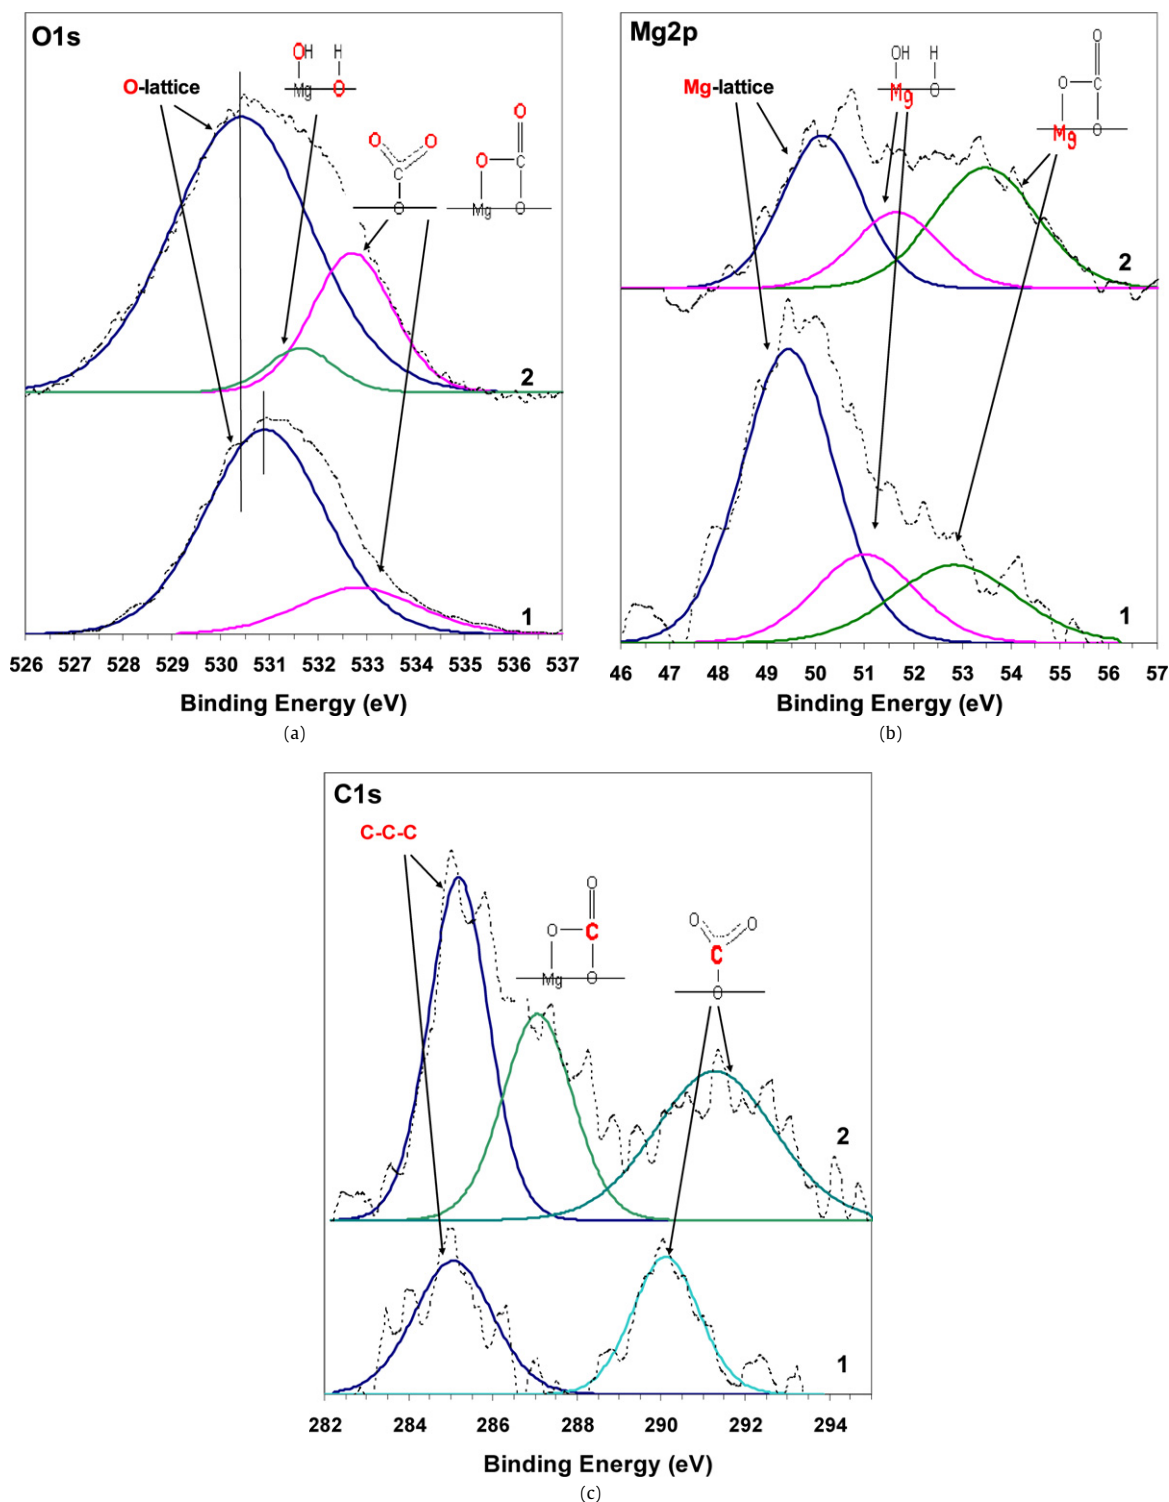 O1s
OH H
Mg O
O-lattice
O O
C
O
O
O C
Mg O
2
1
526 527 528 529 530 531 532 533 534 535 536 537
Binding Energy (eV)
(a)
Mg2p
OH H
Mg O
Mg-lattice
O
O C
Mg O
2
1
46 47 48 49 50 51 52 53 54 55 56 57
Binding Energy (eV)
(b)
C1s
C-C-C
O
O C
Mg O
O O
C
O
2
1
282 284 286 288 290 292 294
Binding Energy (eV)
(c)